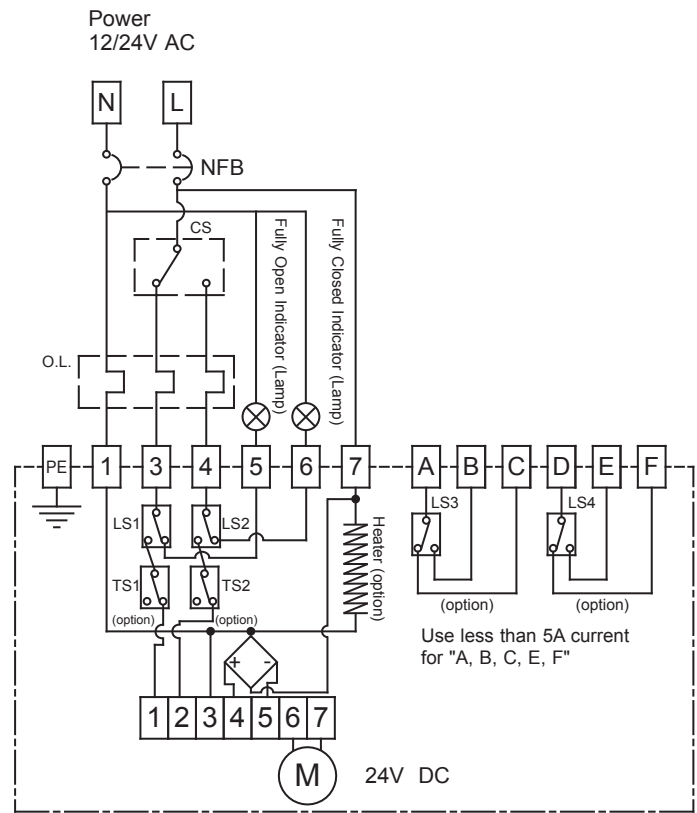 Power
12/24V AC
N L
NFB
CS
Fully Open Indicator (Lamp)
Fully Closed Indicator (Lamp)
O.L.
PE 1 3 4 5 6 7 A B C D E F
LS1 LS2 LS3 LS4
TS1 TS2
Heater (option)
(option) (option) (option) (option)
Use less than 5A current
for "A, B, C, E, F"
+ -
1 2 3 4 5 6 7
M 24V DC